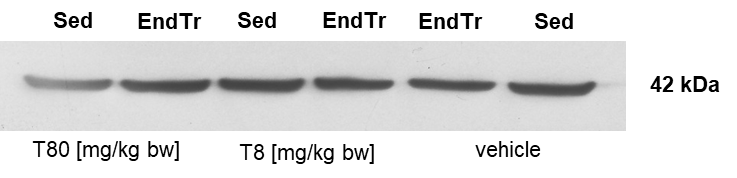 Sed EndTr Sed EndTr EndTr Sed
42 kDa
T80 [mg/kg bw] T8 [mg/kg bw] vehicle